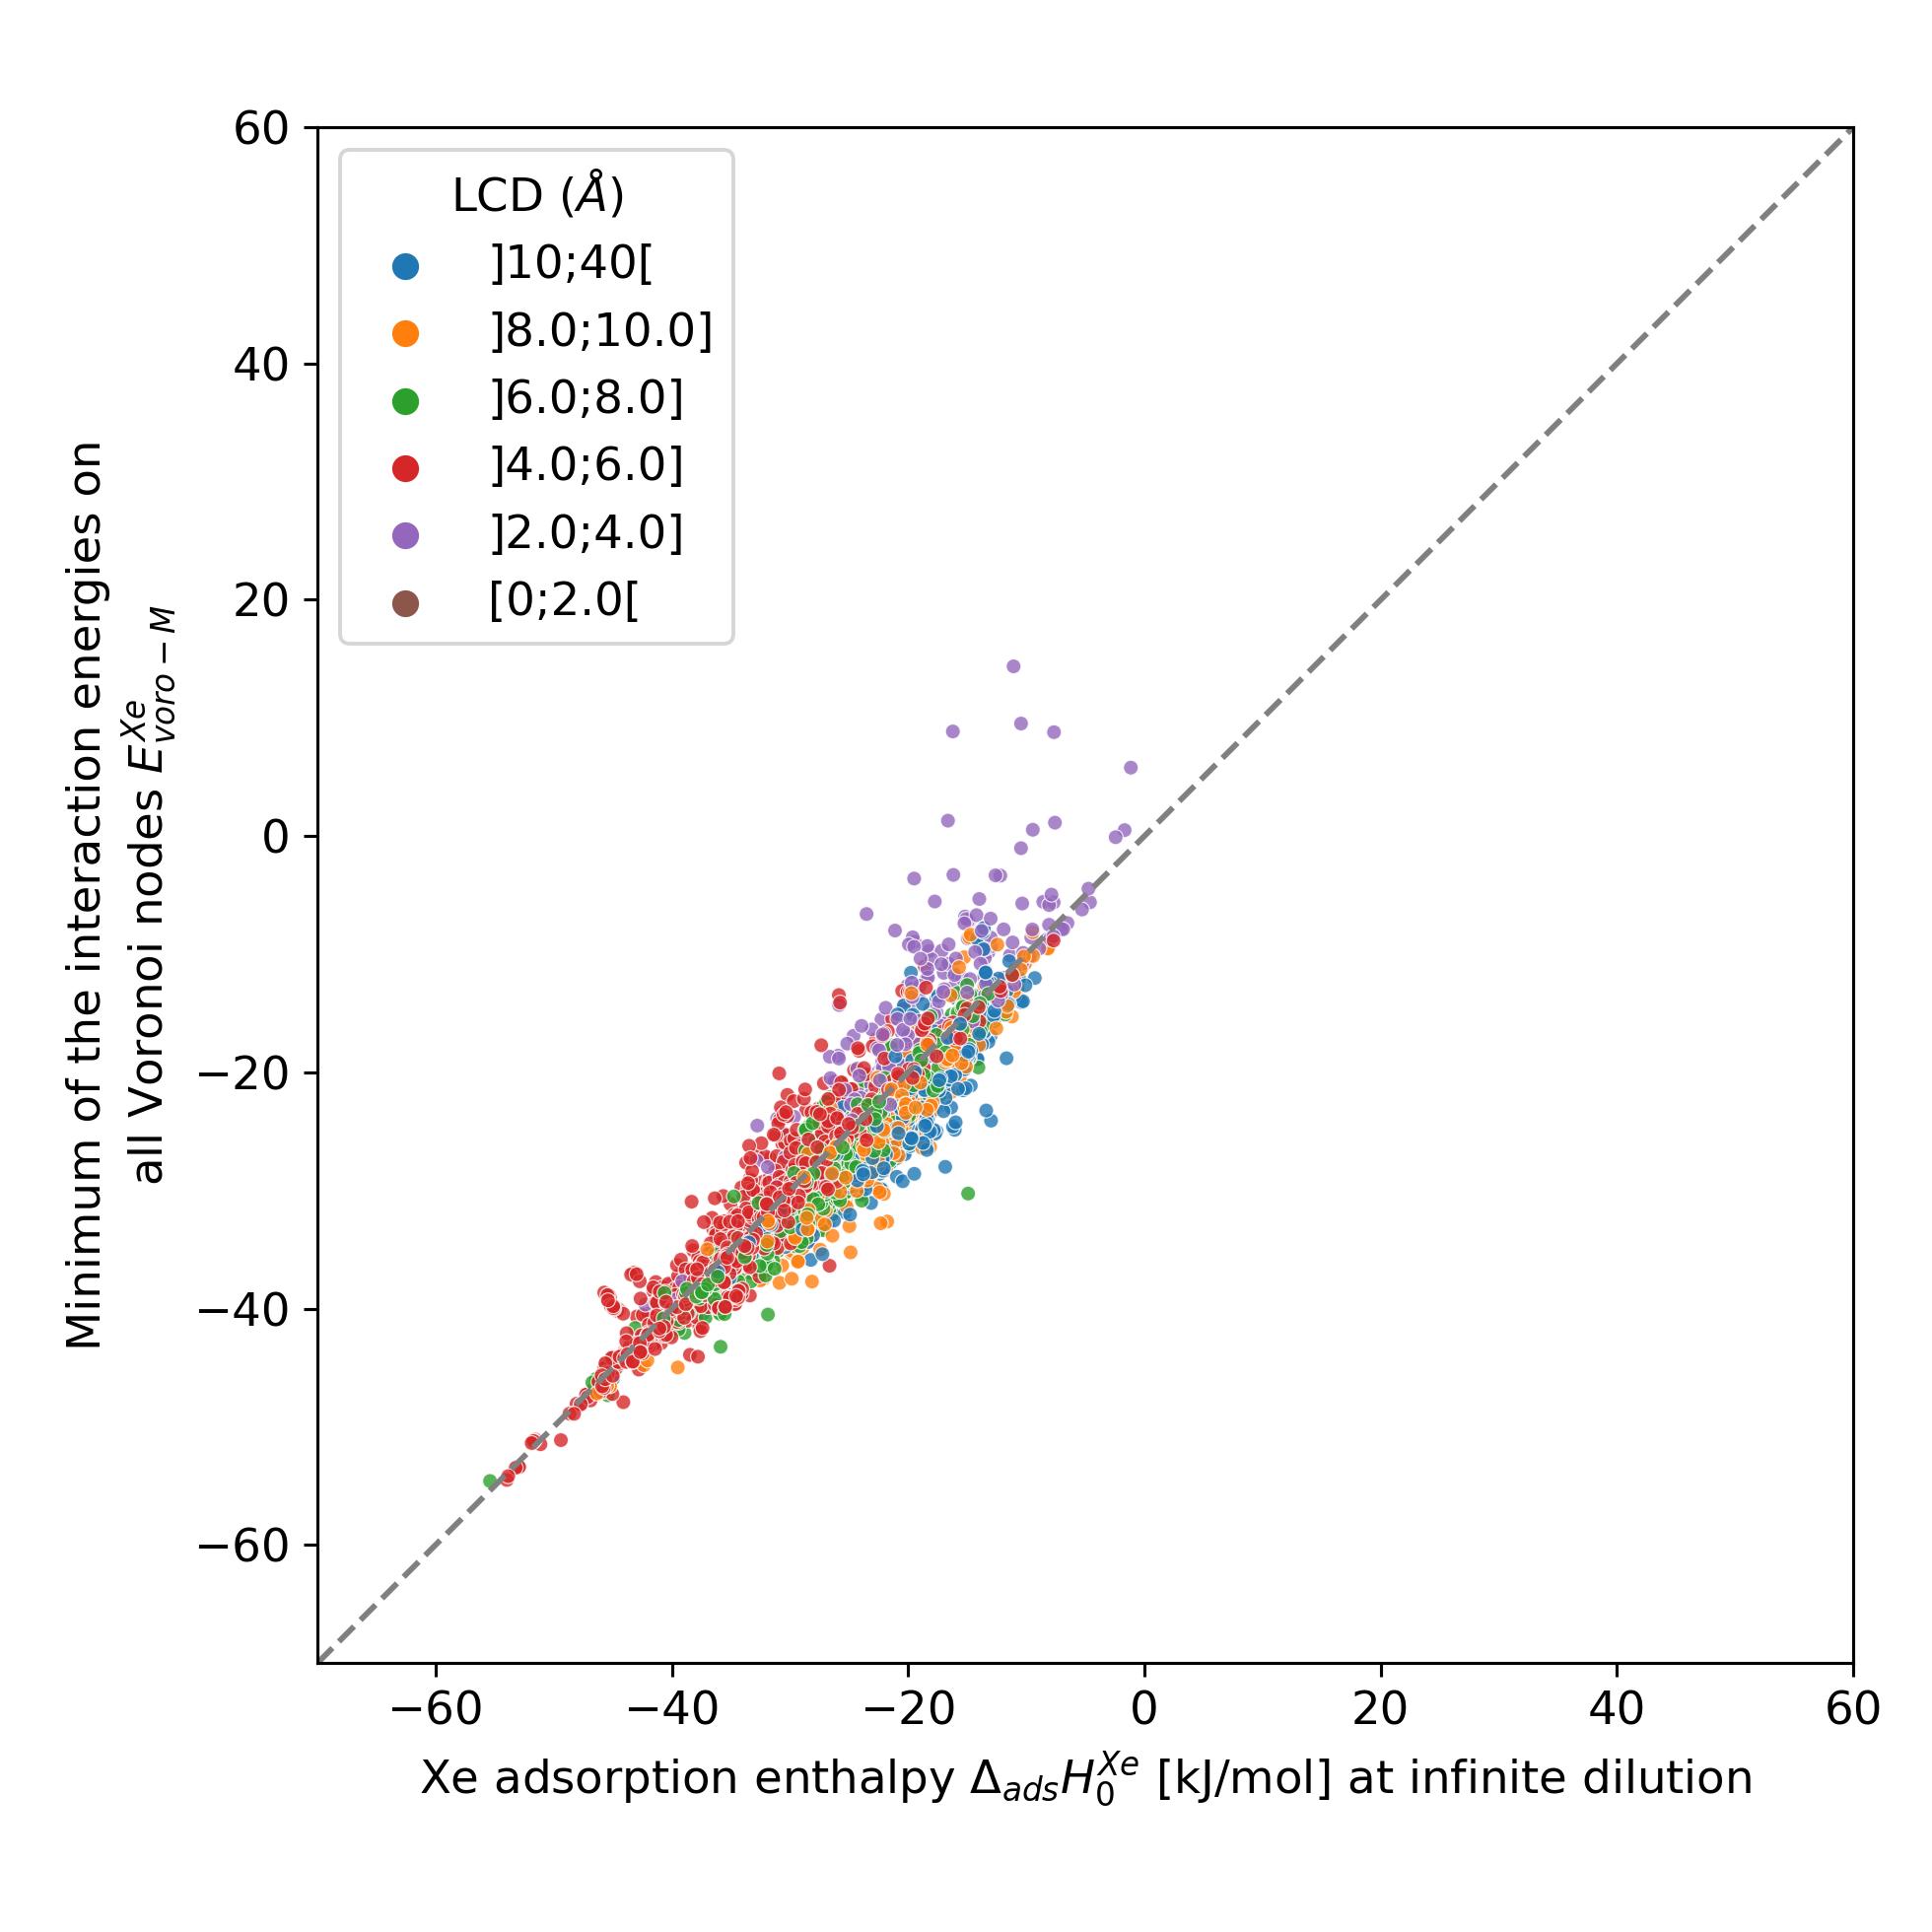 60
40
20
0
−20
−40
−60
LCD (Å)
]10;40[
]8.0;10.0]
]6.0;8.0]
]4.0;6.0]
]2.0;4.0]
[0;2.0[
Minimum of the interaction energies on
all Voronoi nodes E^{Xe}_{voro−M}
−60 −40 −20 0 20 40 60
Xe adsorption enthalpy Δ_{ads}H_0^{Xe} [kJ/mol] at infinite dilution